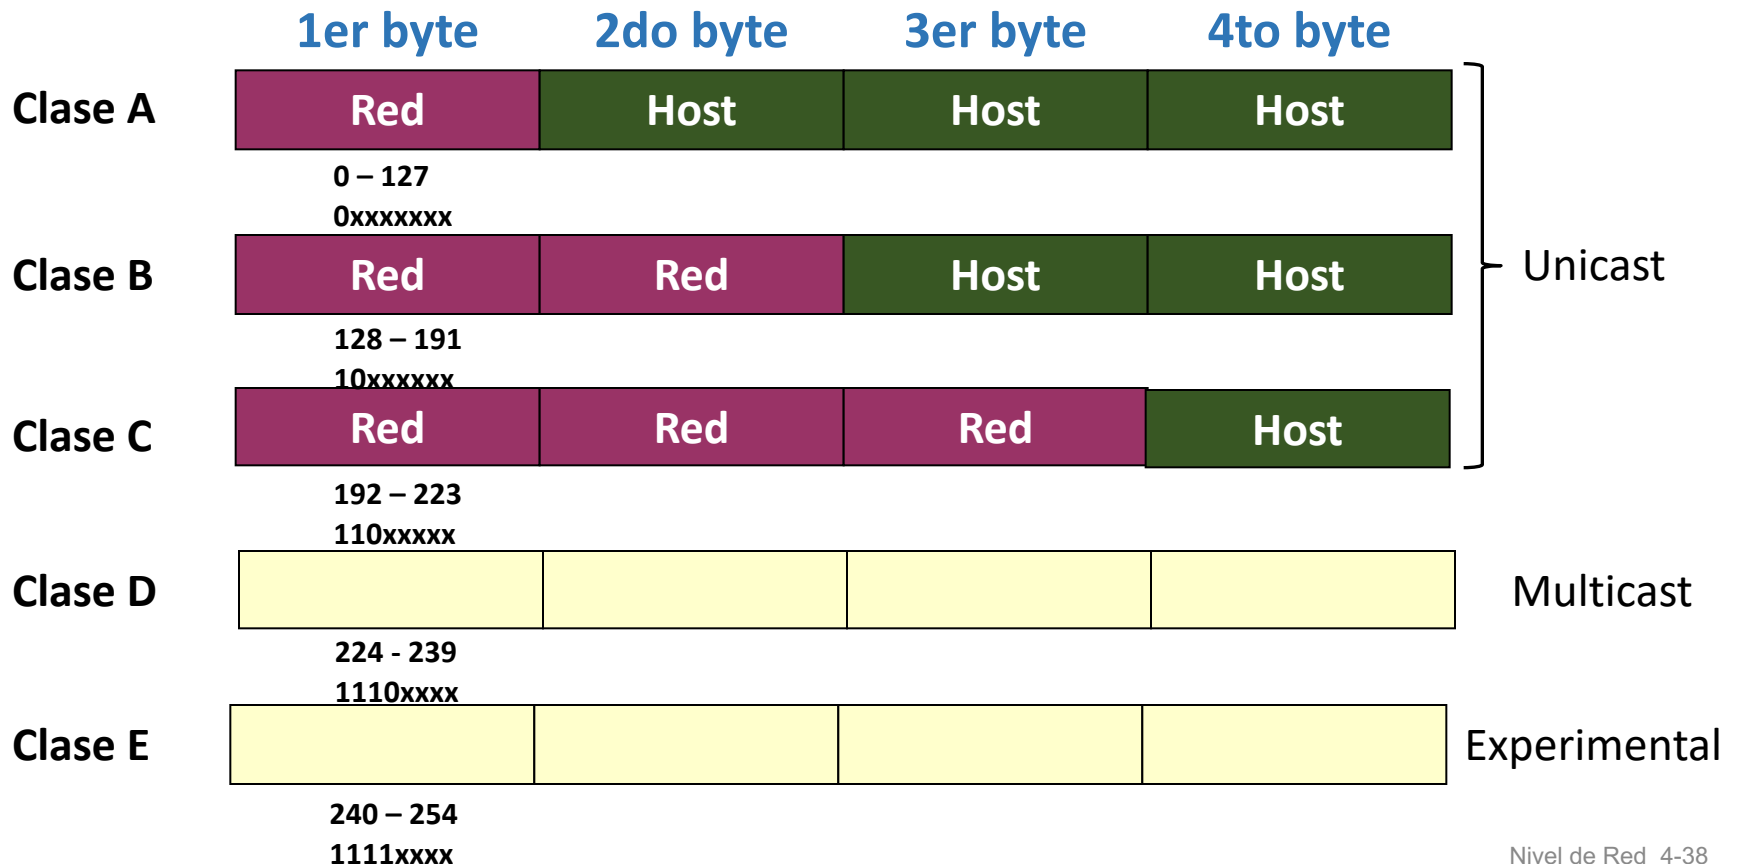 1er byte 2do byte 3er byte 4to byte
Clase A Red Host Host Host
0 – 127
0xxxxxxx
Clase B Red Red Host Host Unicast
128 – 191
10xxxxxx
Clase C Red Red Red Host
192 – 223
110xxxxx
Clase D Multicast
224 - 239
1110xxxx
Clase E Experimental
240 – 254
1111xxxx
Nivel de Red 4-38